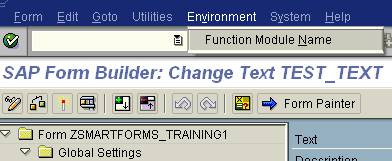 Form Edit Goto Utilities Environment System Help
Function Module Name
SAP Form Builder: Change Text TEST_TEXT
Form Painter
Form ZSMARTFORMS_TRAINING1
Text
Global Settings
Description